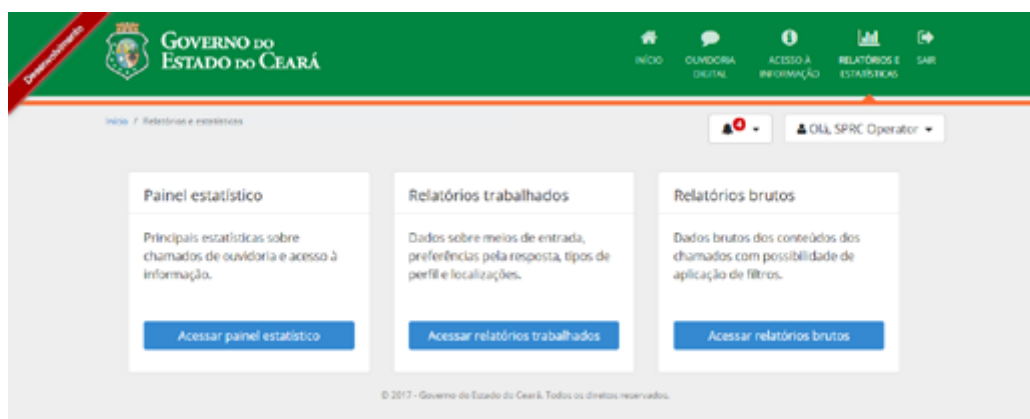 Desenvolvimento
GOVERNO DO
ESTADO DO CEARÁ
INÍCIO
OUVIDORIA
DIGITAL
ACESSO À
INFORMAÇÃO
RELATÓRIOS E
ESTATÍSTICAS
SAIR
Início / Relatórios e estatísticas
4
Olá, SPRC Operator
Painel estatístico
Principais estatísticas sobre
chamados de ouvidoria e acesso à
informação.
Acessar painel estatístico
Relatórios trabalhados
Dados sobre meios de entrada,
preferências pela resposta, tipos de
perfil e localizações.
Acessar relatórios trabalhados
Relatórios brutos
Dados brutos dos conteúdos dos
chamados com possibilidade de
aplicação de filtros.
Acessar relatórios brutos
© 2017 - Governo do Estado do Ceará. Todos os direitos reservados.